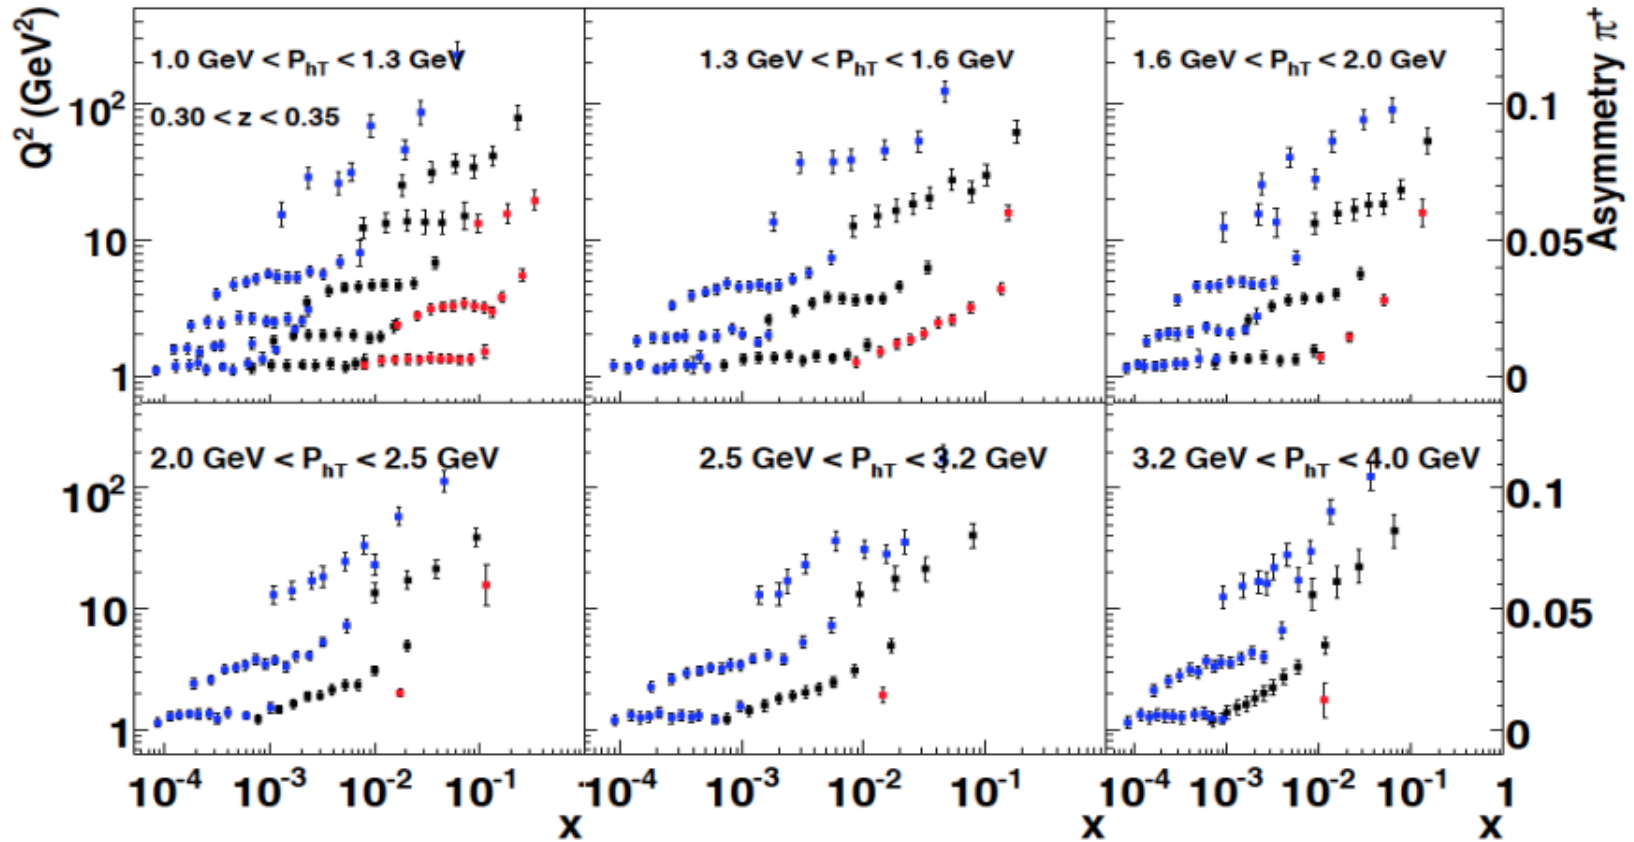 Q² (GeV²)
Asymmetry π⁺
1.0 GeV < P_hT < 1.3 GeV
1.3 GeV < P_hT < 1.6 GeV
1.6 GeV < P_hT < 2.0 GeV
0.30 < z < 0.35
10² 0.1
10 0.05
1 0
2.0 GeV < P_hT < 2.5 GeV
2.5 GeV < P_hT < 3.2 GeV
3.2 GeV < P_hT < 4.0 GeV
10² 0.1
10 0.05
1 0
10⁻⁴ 10⁻³ 10⁻² 10⁻¹ 10⁻⁴ 10⁻³ 10⁻² 10⁻¹ 10⁻⁴ 10⁻³ 10⁻² 10⁻¹ 1
x x x